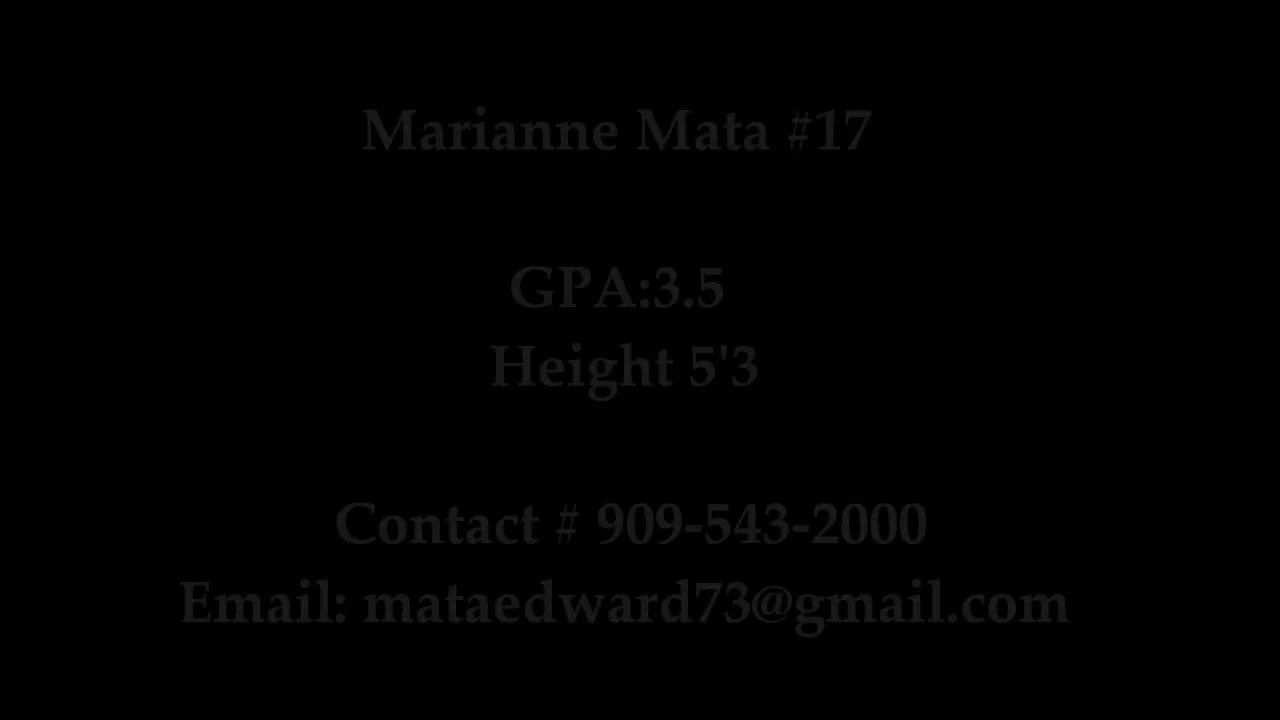 Marianne Mata #17
GPA:3.5
Height 5'3
Contact # 909-543-2000
Email: mataedward73@gmail.com